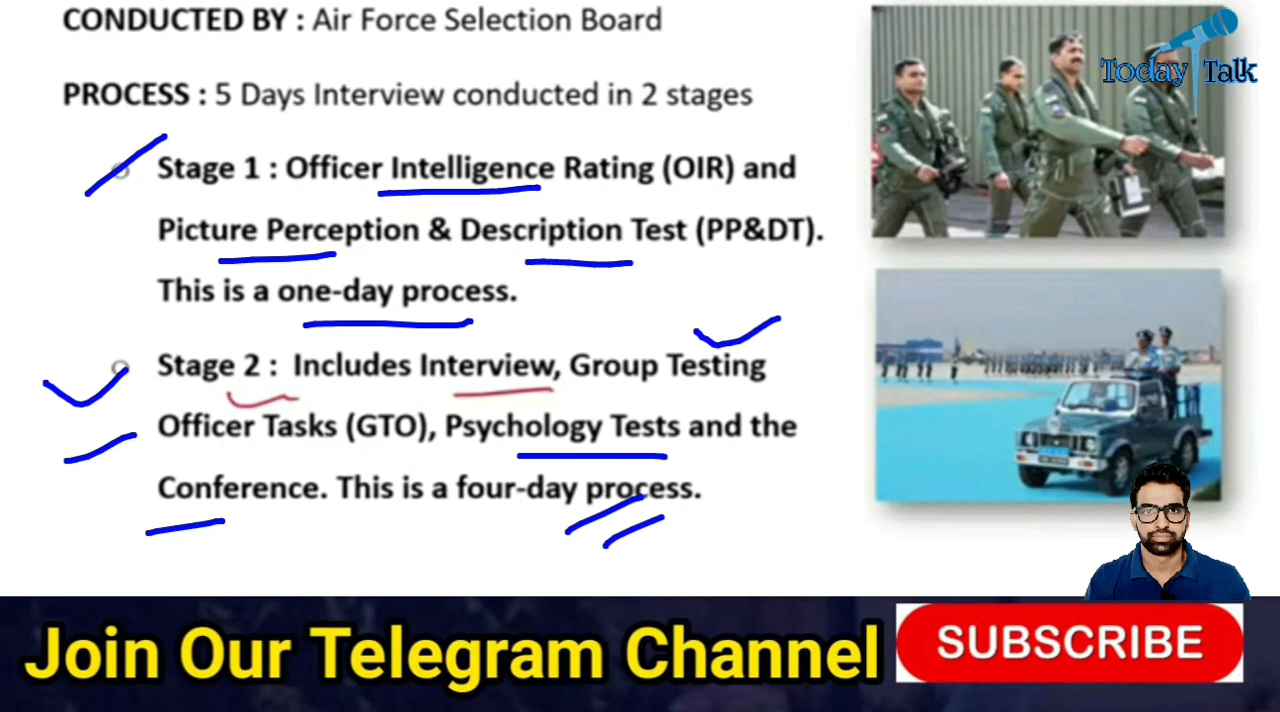 CONDUCTED BY : Air Force Selection Board
Today Talk
PROCESS : 5 Days Interview conducted in 2 stages
Stage 1 : Officer Intelligence Rating (OIR) and
Picture Perception & Description Test (PP&DT).
This is a one-day process.
Stage 2 : Includes Interview, Group Testing
Officer Tasks (GTO), Psychology Tests and the
Conference. This is a four-day process.
Join Our Telegram Channel
SUBSCRIBE